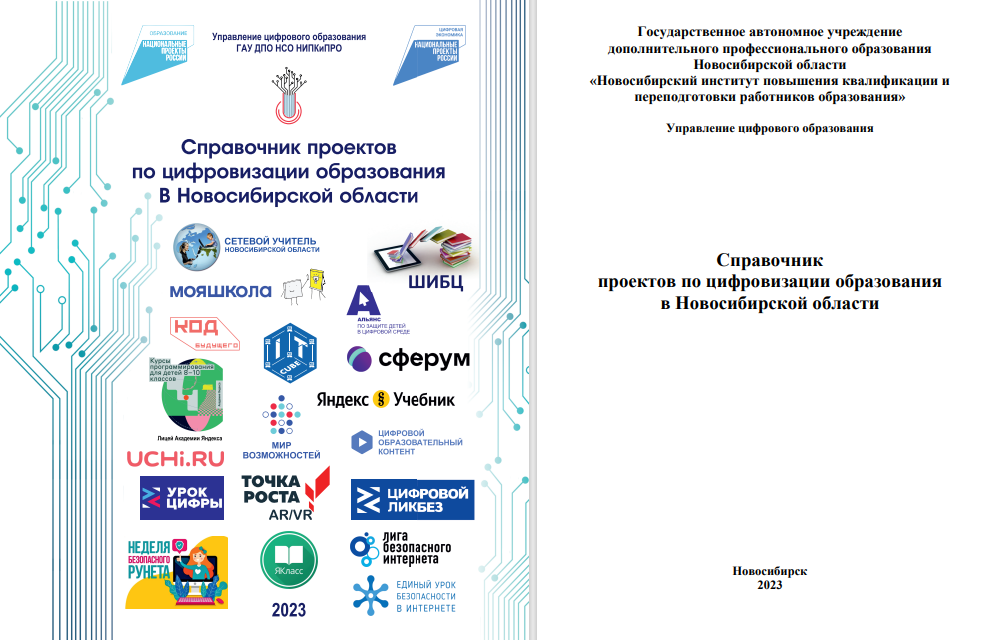 ОБРАЗОВАНИЕ
НАЦИОНАЛЬНЫЕ
ПРОЕКТЫ
РОССИИ
Управление цифрового образования
ГАУ ДПО НСО НИПКиПРО
ЦИФРОВАЯ
ЭКОНОМИКА
НАЦИОНАЛЬНЫЕ
ПРОЕКТЫ
РОССИИ
Справочник проектов
по цифровизации образования
В Новосибирской области
СЕТЕВОЙ УЧИТЕЛЬ
НОВОСИБИРСКОЙ ОБЛАСТИ
ШИБЦ
МОЯШКОЛА
АЛЬЯНС
ПО ЗАЩИТЕ ДЕТЕЙ
В ЦИФРОВОЙ СРЕДЕ
КОД
БУДУЩЕГО
IT
CUBE
сферум
Курсы
программирования
для детей 8–10
классов
Лицей Академии Яндекса
Яндекс Учебник
МИР
ВОЗМОЖНОСТЕЙ
ЦИФРОВОЙ
ОБРАЗОВАТЕЛЬНЫЙ
КОНТЕНТ
UCHi.RU
ТОЧКА
РОСТА
AR/VR
УРОК
ЦИФРЫ
ЦИФРОВОЙ
ЛИКБЕЗ
НЕДЕЛЯ
БЕЗОПАСНОГО
РУНЕТА
ЯКласс
лига
безопасного
интернета
ЕДИНЫЙ УРОК
БЕЗОПАСНОСТИ
В ИНТЕРНЕТЕ
2023
Государственное автономное учреждение
дополнительного профессионального образования
Новосибирской области
«Новосибирский институт повышения квалификации и
переподготовки работников образования»
Управление цифрового образования
Справочник
проектов по цифровизации образования
в Новосибирской области
Новосибирск
2023